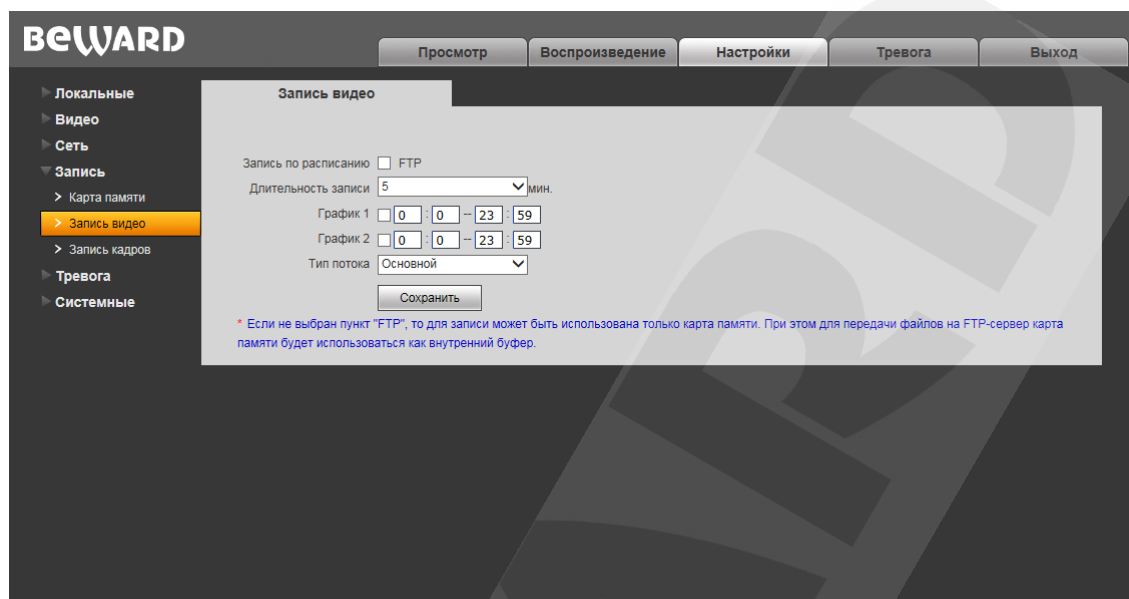 BEWARD
Просмотр Воспроизведение Настройки Тревога Выход
Локальные
Видео
Сеть
Запись
> Карта памяти
> Запись видео
> Запись кадров
Тревога
Системные
Запись видео
Запись по расписанию FTP
Длительность записи 5 мин.
График 1 0 : 0 -- 23 : 59
График 2 0 : 0 -- 23 : 59
Тип потока Основной
Сохранить
* Если не выбран пункт "FTP", то для записи может быть использована только карта памяти. При этом для передачи файлов на FTP-сервер карта
памяти будет использоваться как внутренний буфер.